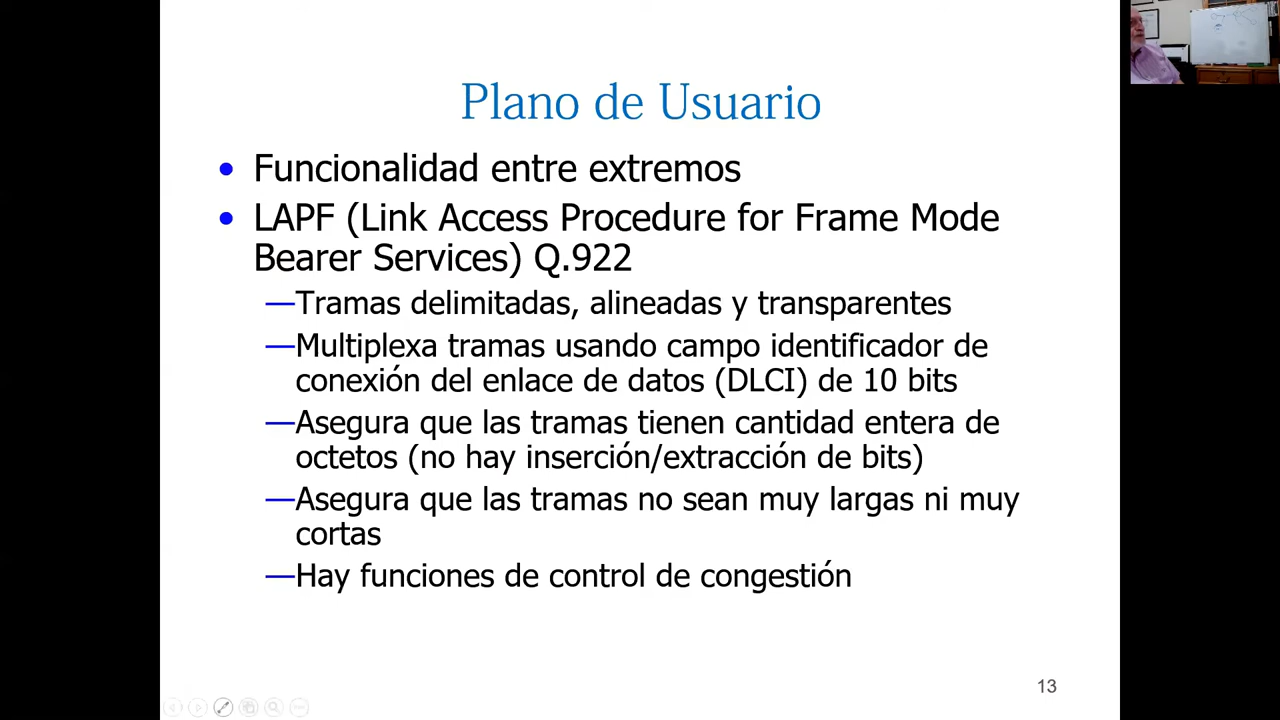 Plano de Usuario
• Funcionalidad entre extremos
• LAPF (Link Access Procedure for Frame Mode
Bearer Services) Q.922
—Tramas delimitadas, alineadas y transparentes
—Multiplexa tramas usando campo identificador de
conexión del enlace de datos (DLCI) de 10 bits
—Asegura que las tramas tienen cantidad entera de
octetos (no hay inserción/extracción de bits)
—Asegura que las tramas no sean muy largas ni muy
cortas
—Hay funciones de control de congestión
13